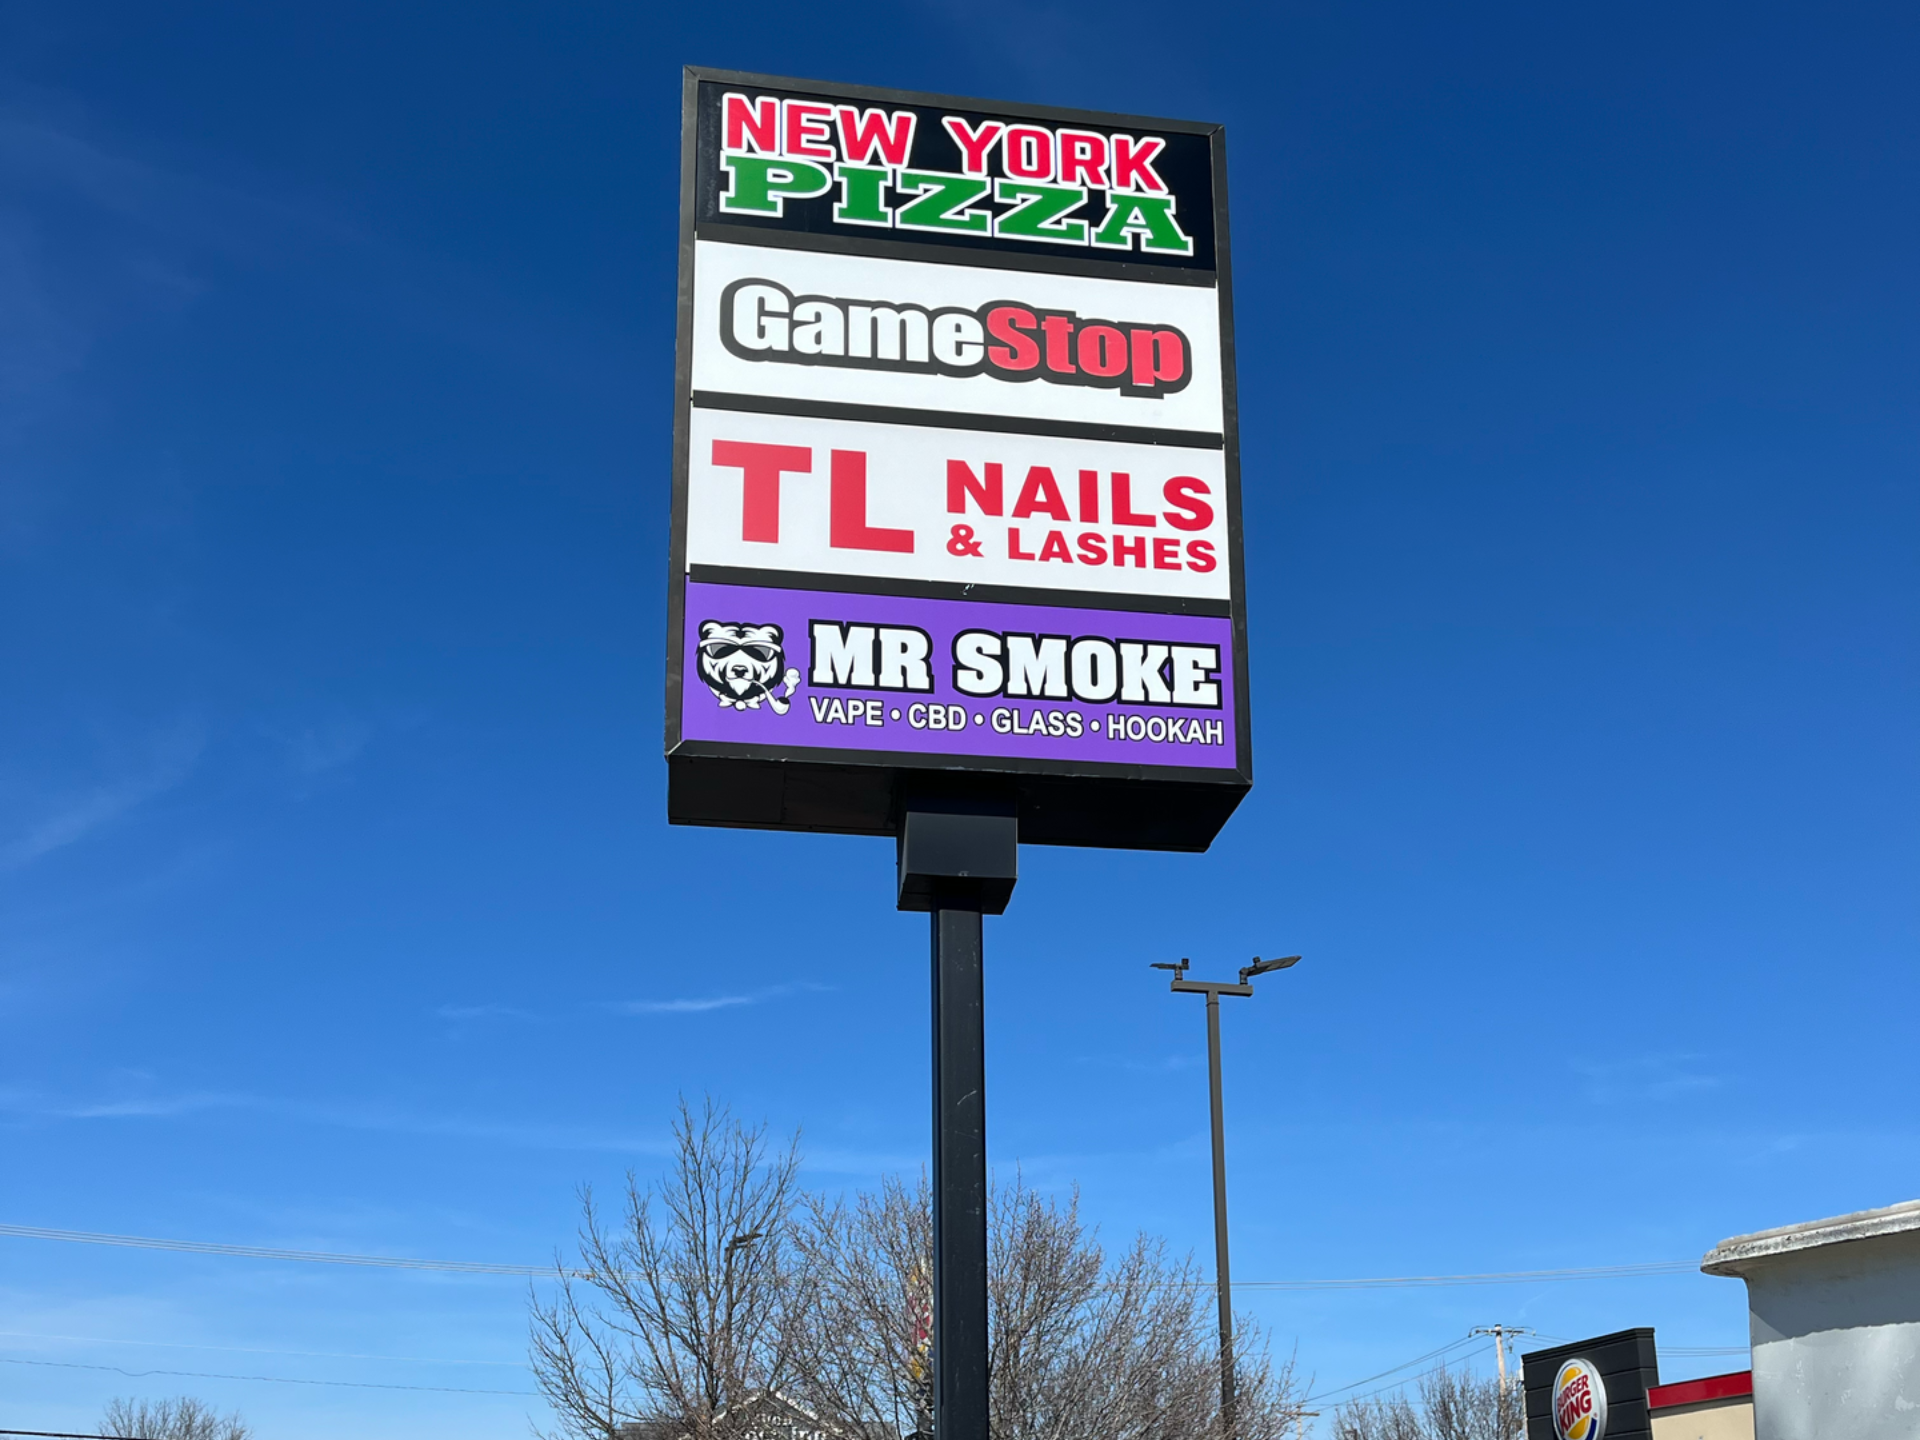 NEW YORK
PIZZA
GameStop
TL NAILS
& LASHES
MR SMOKE
VAPE • CBD • GLASS • HOOKAH
BURGER
KING